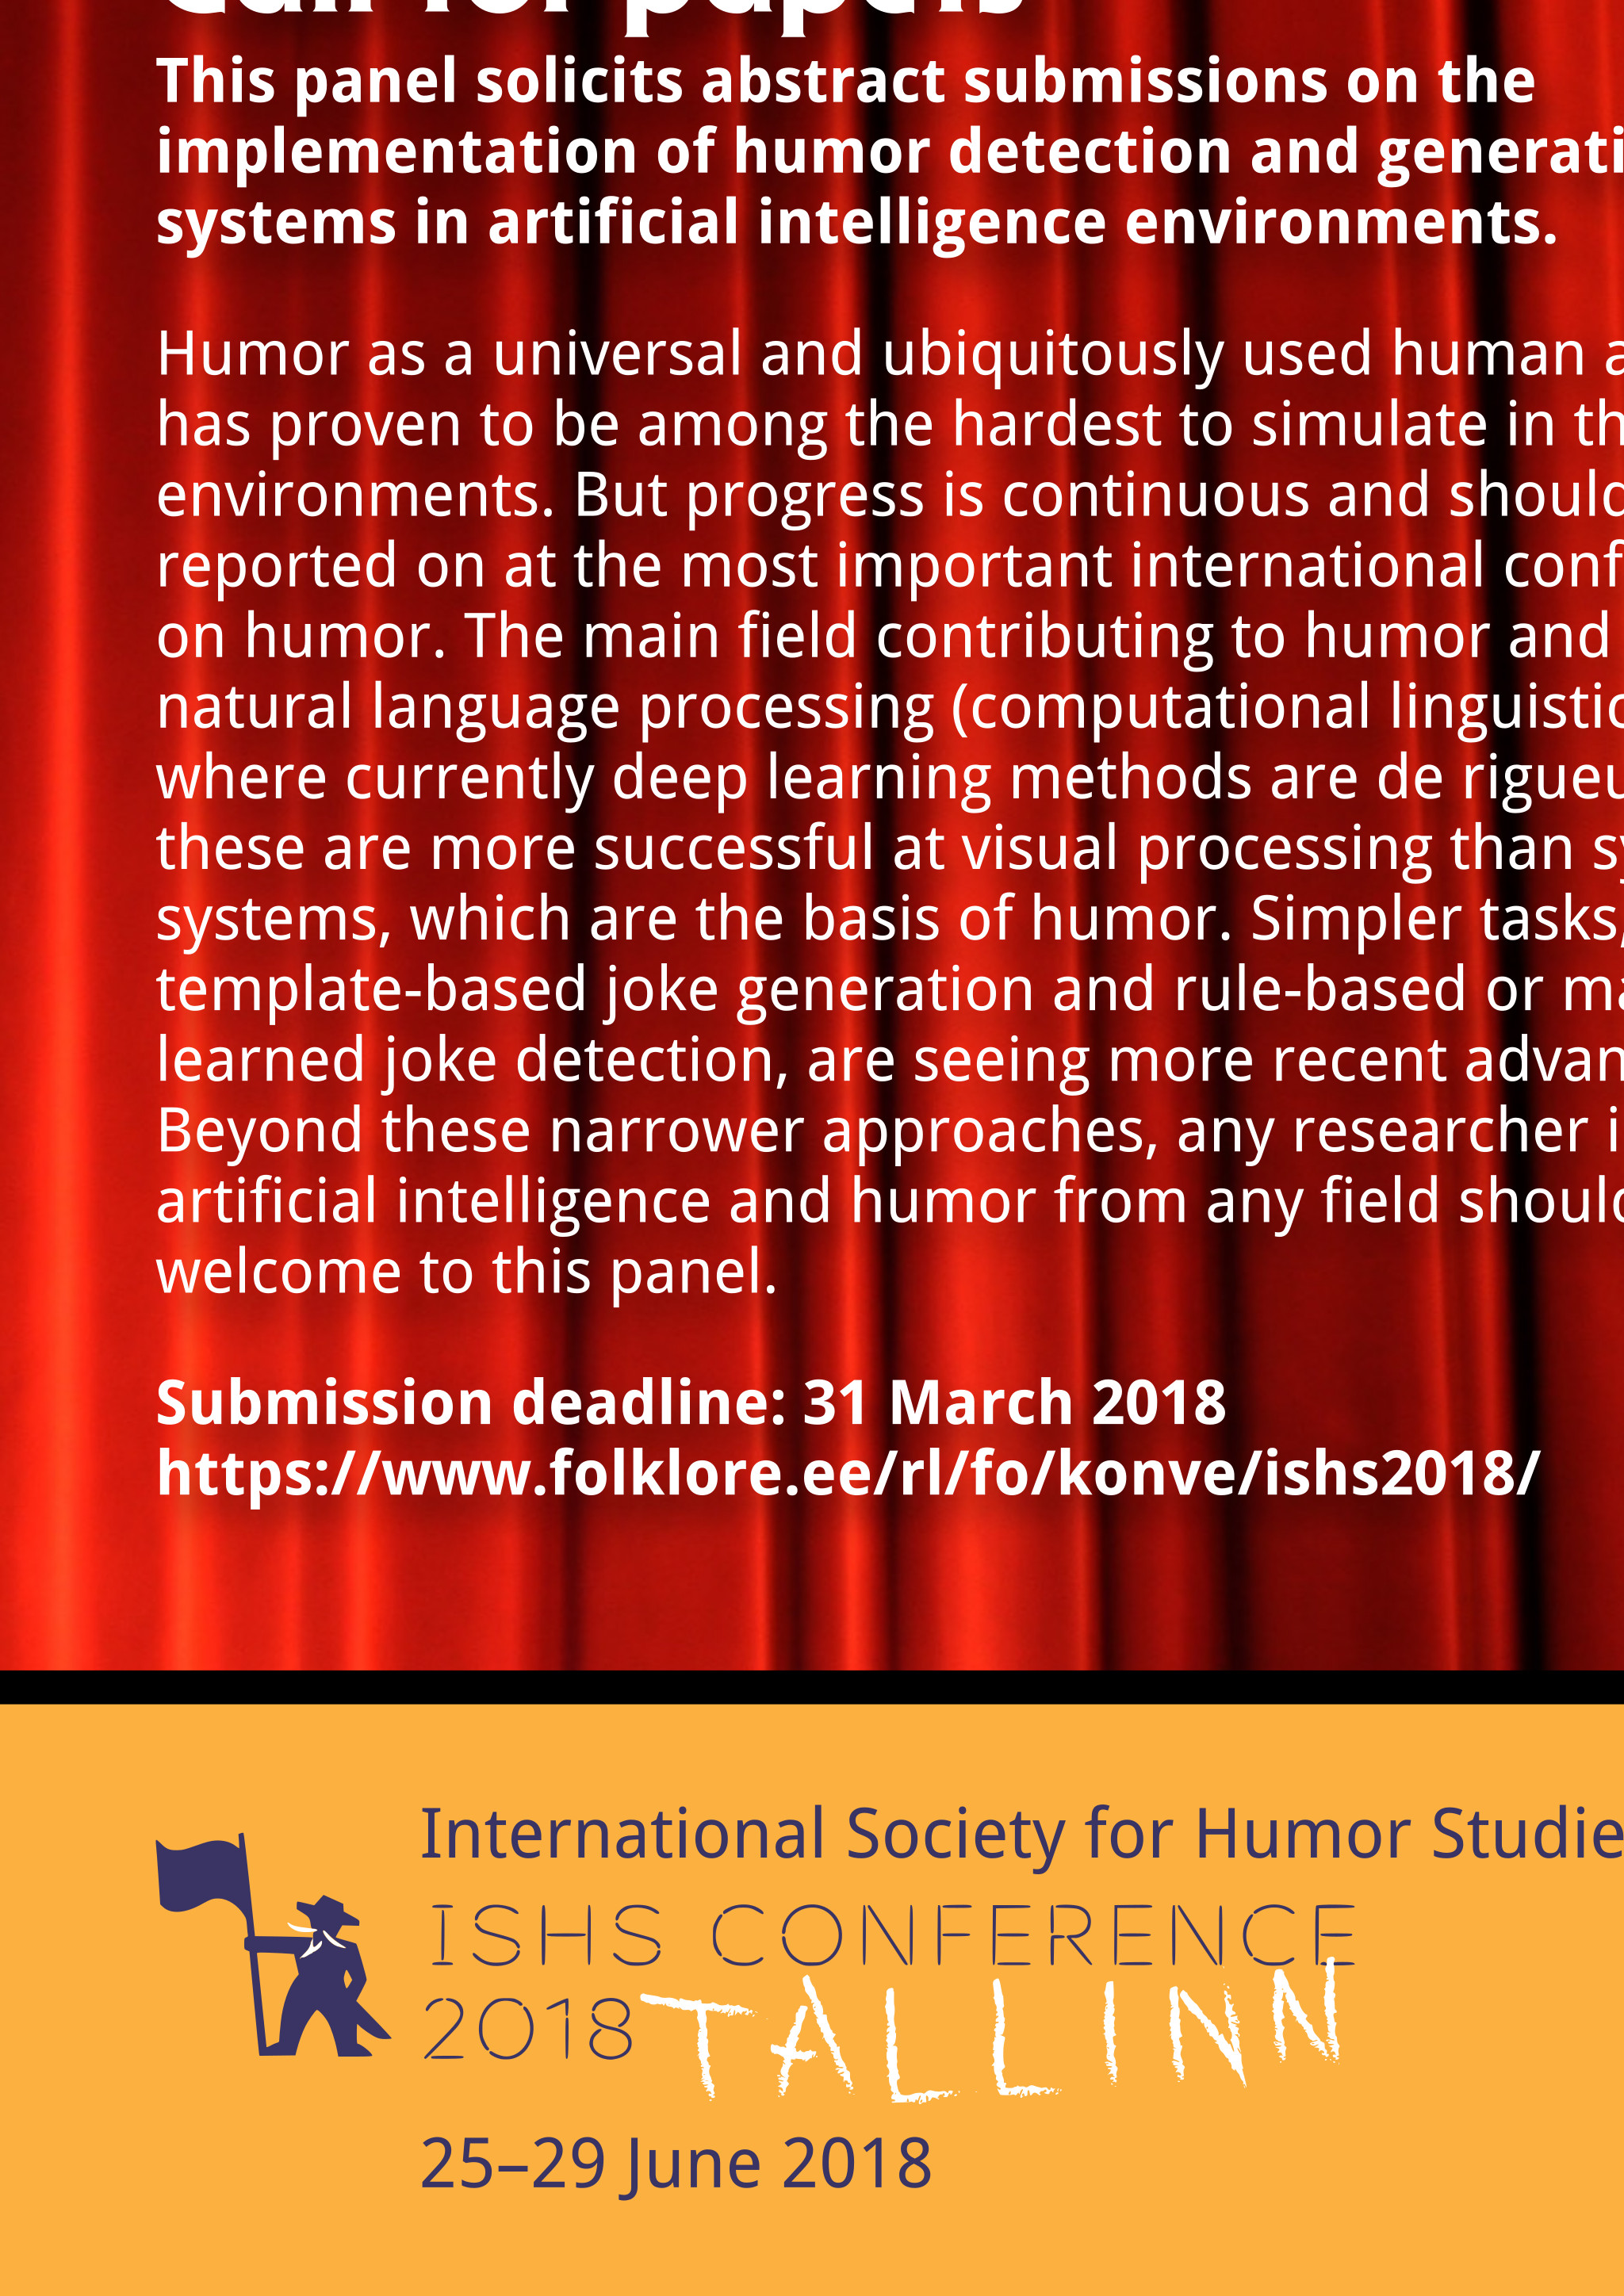 Call for papers
This panel solicits abstract submissions on the
implementation of humor detection and generati
systems in artificial intelligence environments.
Humor as a universal and ubiquitously used human a
has proven to be among the hardest to simulate in th
environments. But progress is continuous and should
reported on at the most important international conf
on humor. The main field contributing to humor and
natural language processing (computational linguistic
where currently deep learning methods are de rigueu
these are more successful at visual processing than sy
systems, which are the basis of humor. Simpler tasks,
template-based joke generation and rule-based or ma
learned joke detection, are seeing more recent advan
Beyond these narrower approaches, any researcher i
artificial intelligence and humor from any field should
welcome to this panel.
Submission deadline: 31 March 2018
https://www.folklore.ee/rl/fo/konve/ishs2018/
International Society for Humor Studie
ISHS CONFERENCE
2018 TALLINN
25–29 June 2018